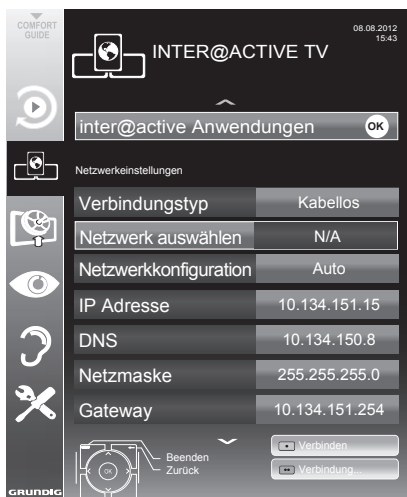 COMFORT
GUIDE
08.08.2012
15:43
INTER@ACTIVE TV
inter@active Anwendungen OK
Netzwerkeinstellungen
Verbindungstyp Kabellos
Netzwerk auswählen N/A
Netzwerkkonfiguration Auto
IP Adresse 10.134.151.15
DNS 10.134.150.8
Netzmaske 255.255.255.0
Gateway 10.134.151.254
Beenden
Zurück
OK
Verbinden
Verbindung...
GRUNDIG